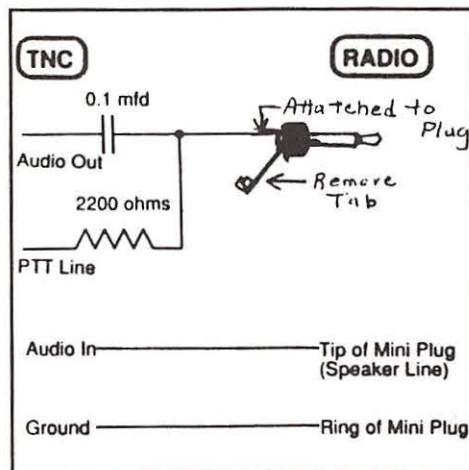 TNC
RADIO
0.1 mfd
Attatched to
Plug
Audio Out
Remove
Tab
2200 ohms
PTT Line
Audio In
Tip of Mini Plug
(Speaker Line)
Ground
Ring of Mini Plug